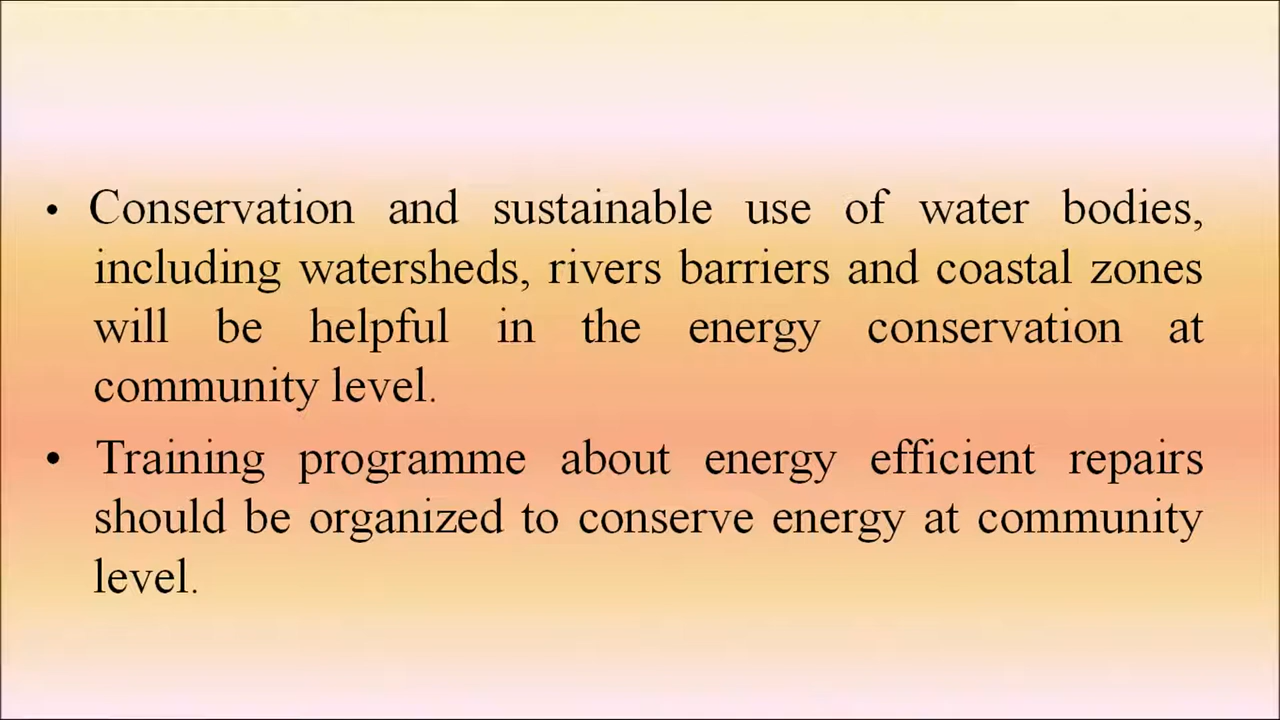 • Conservation and sustainable use of water bodies,
including watersheds, rivers barriers and coastal zones
will be helpful in the energy conservation at
community level.
• Training programme about energy efficient repairs
should be organized to conserve energy at community
level.